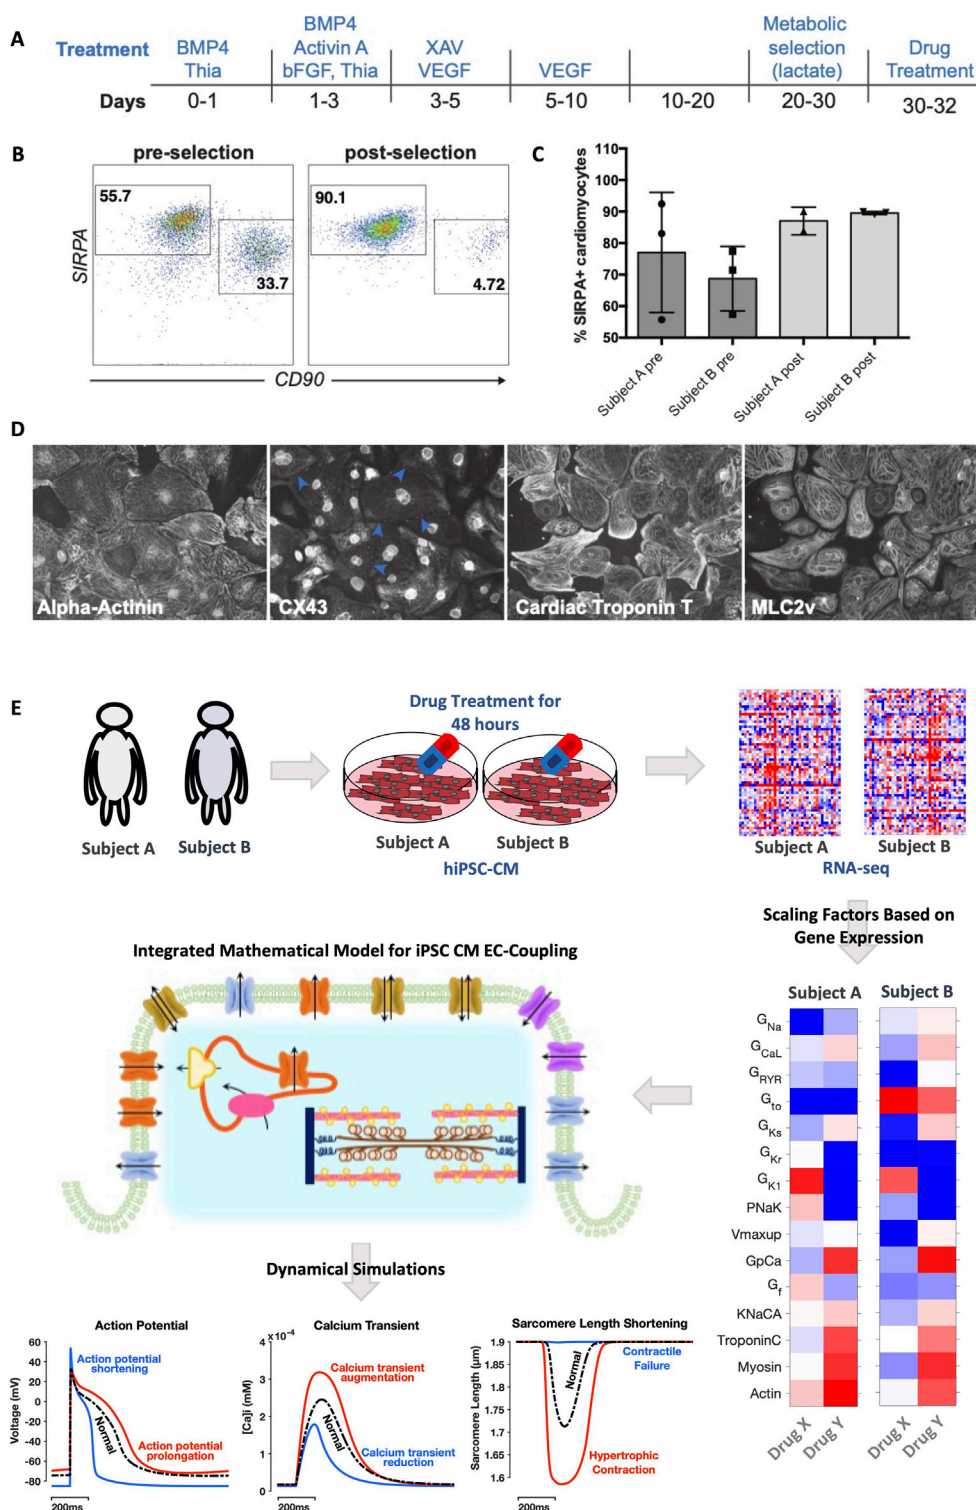 A
Treatment
BMP4
Thia
BMP4
Activin A
bFGF, Thia
XAV
VEGF
VEGF
Metabolic
selection
(lactate)
Drug
Treatment
Days
0-1
1-3
3-5
5-10
10-20
20-30
30-32
B
pre-selection
post-selection
55.7
33.7
90.1
4.72
SIRPA
CD90
C
% SIRPA+ cardiomyocytes
110
100
90
80
70
60
50
Subject A pre
Subject B pre
Subject A post
Subject B post
D
Alpha-Actinin
CX43
Cardiac Troponin T
MLC2v
E
Subject A
Subject B
Drug Treatment for
48 hours
Subject A
Subject B
hiPSC-CM
Subject A
Subject B
RNA-seq
Scaling Factors Based on
Gene Expression
Integrated Mathematical Model for iPSC CM EC-Coupling
Subject A
Subject B
GNa
GCaL
GRYR
Gto
GKs
GKr
GK1
PNaK
Vmaxup
GpCa
Gf
KNaCA
TroponinC
Myosin
Actin
Drug X
Drug Y
Drug X
Drug Y
Dynamical Simulations
Action Potential
Voltage (mV)
60
40
20
0
-20
-40
-60
-80
Action potential
shortening
Normal
Action potential
prolongation
200ms
Calcium Transient
[Ca]i (mM)
×10-4
4
3
2
1
0
Calcium transient
augmentation
Normal
Calcium transient
reduction
200ms
Sarcomere Length Shortening
Sarcomere Length (µm)
1.9
1.85
1.8
1.75
1.7
1.65
1.6
Normal
Contractile
Failure
Hypertrophic
Contraction
200ms